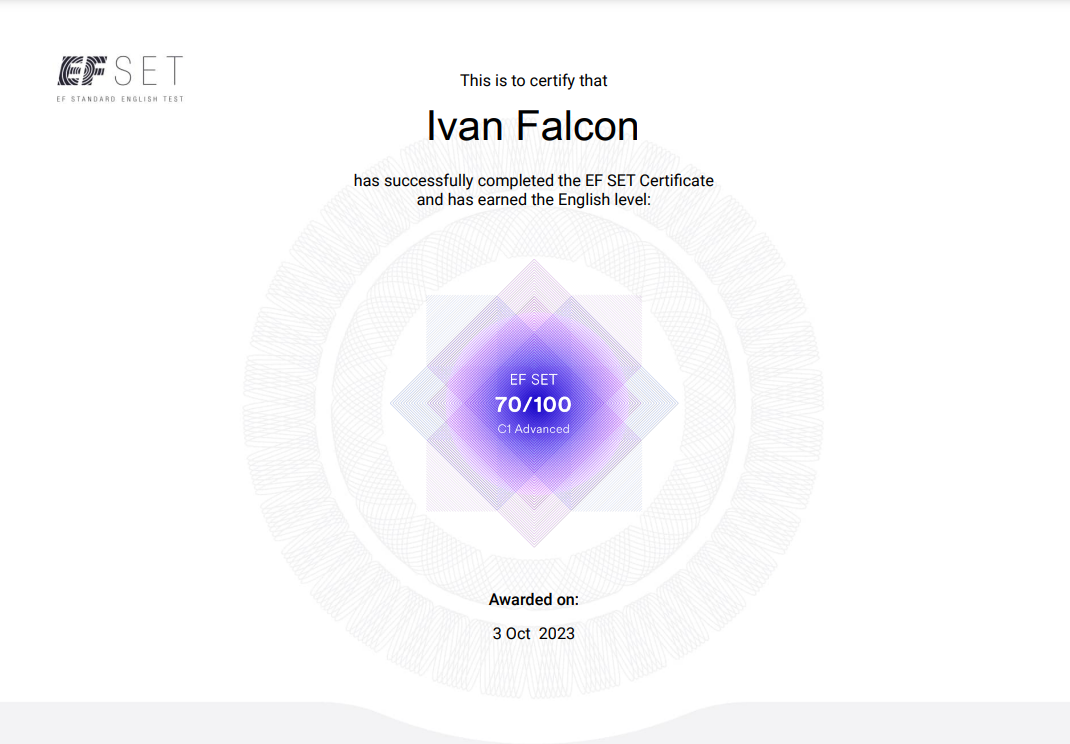 EF SET
EF STANDARD ENGLISH TEST
This is to certify that
Ivan Falcon
has successfully completed the EF SET Certificate
and has earned the English level:
EF SET
70/100
C1 Advanced
Awarded on:
3 Oct  2023